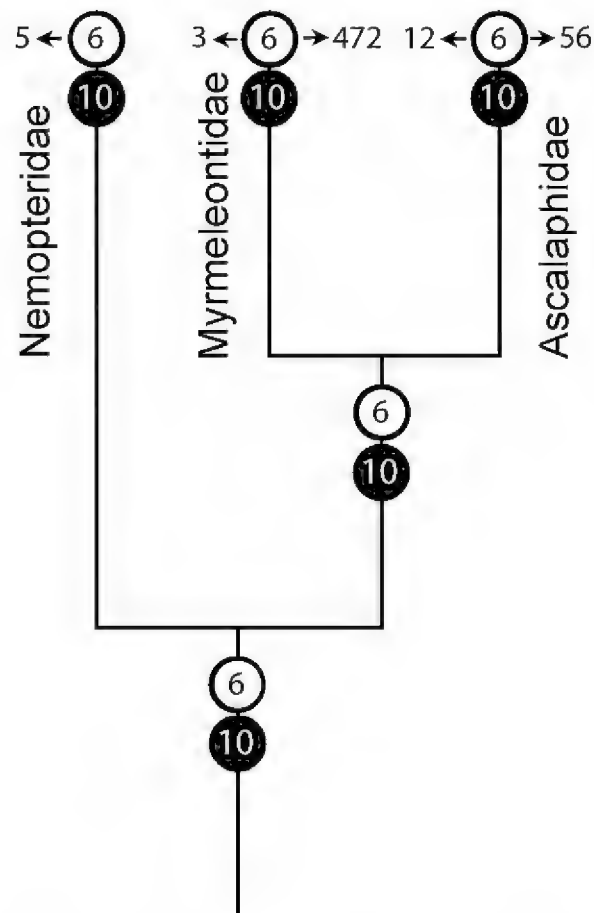 5 ← 6 3 ← 6 → 472 12 ← 6 → 56
10 10 10
Nemopteridae
Myrmeleontidae
Ascalaphidae
6
10
6
10